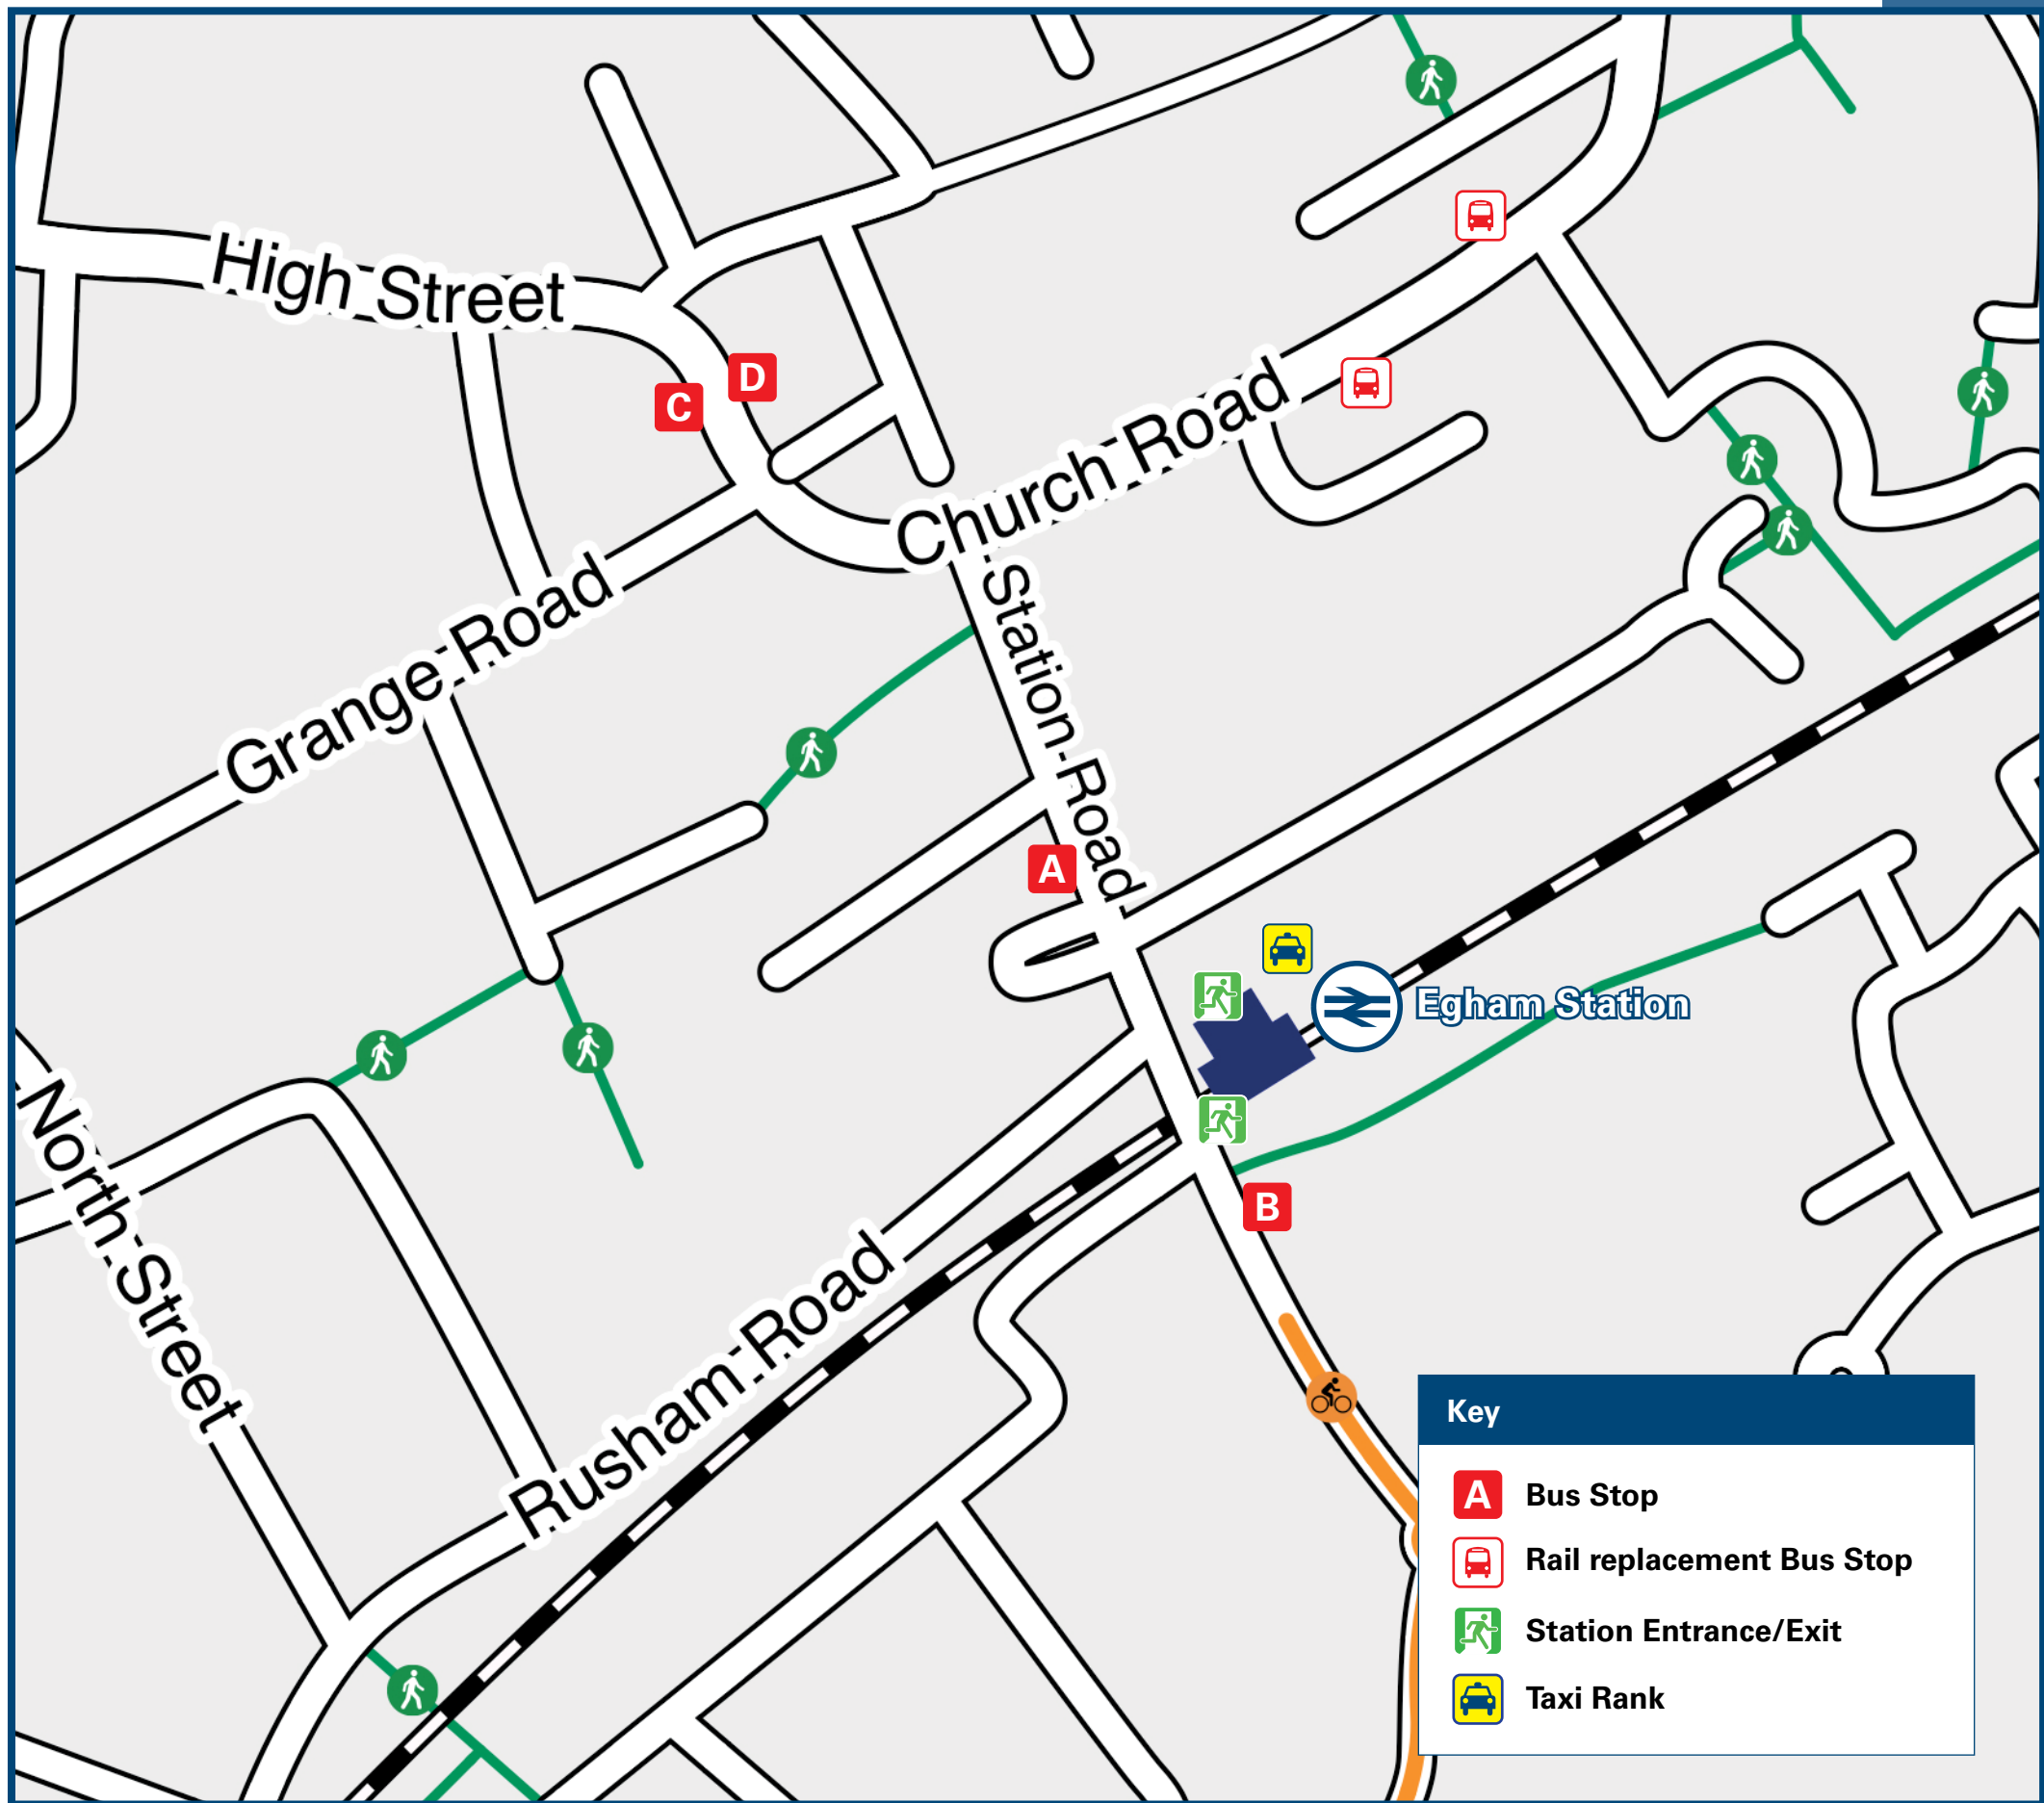 High Street
D
C
Church Road
Station Road
Grange Road
A
Egham Station
North Street
B
Rusham Road
Key
A Bus Stop
Rail replacement Bus Stop
Station Entrance/Exit
Taxi Rank